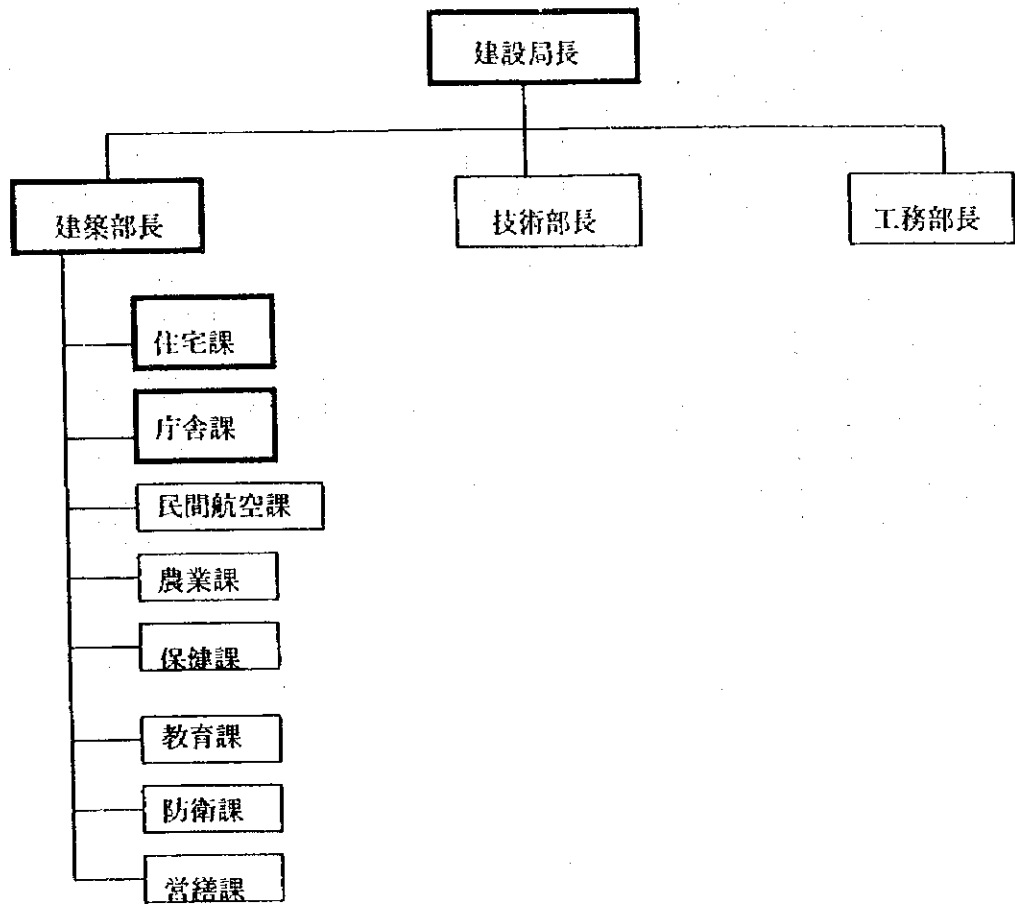 建設局長
建築部長
技術部長
工務部長
住宅課
庁舎課
民間航空課
農業課
保健課
教育課
防衛課
営繕課